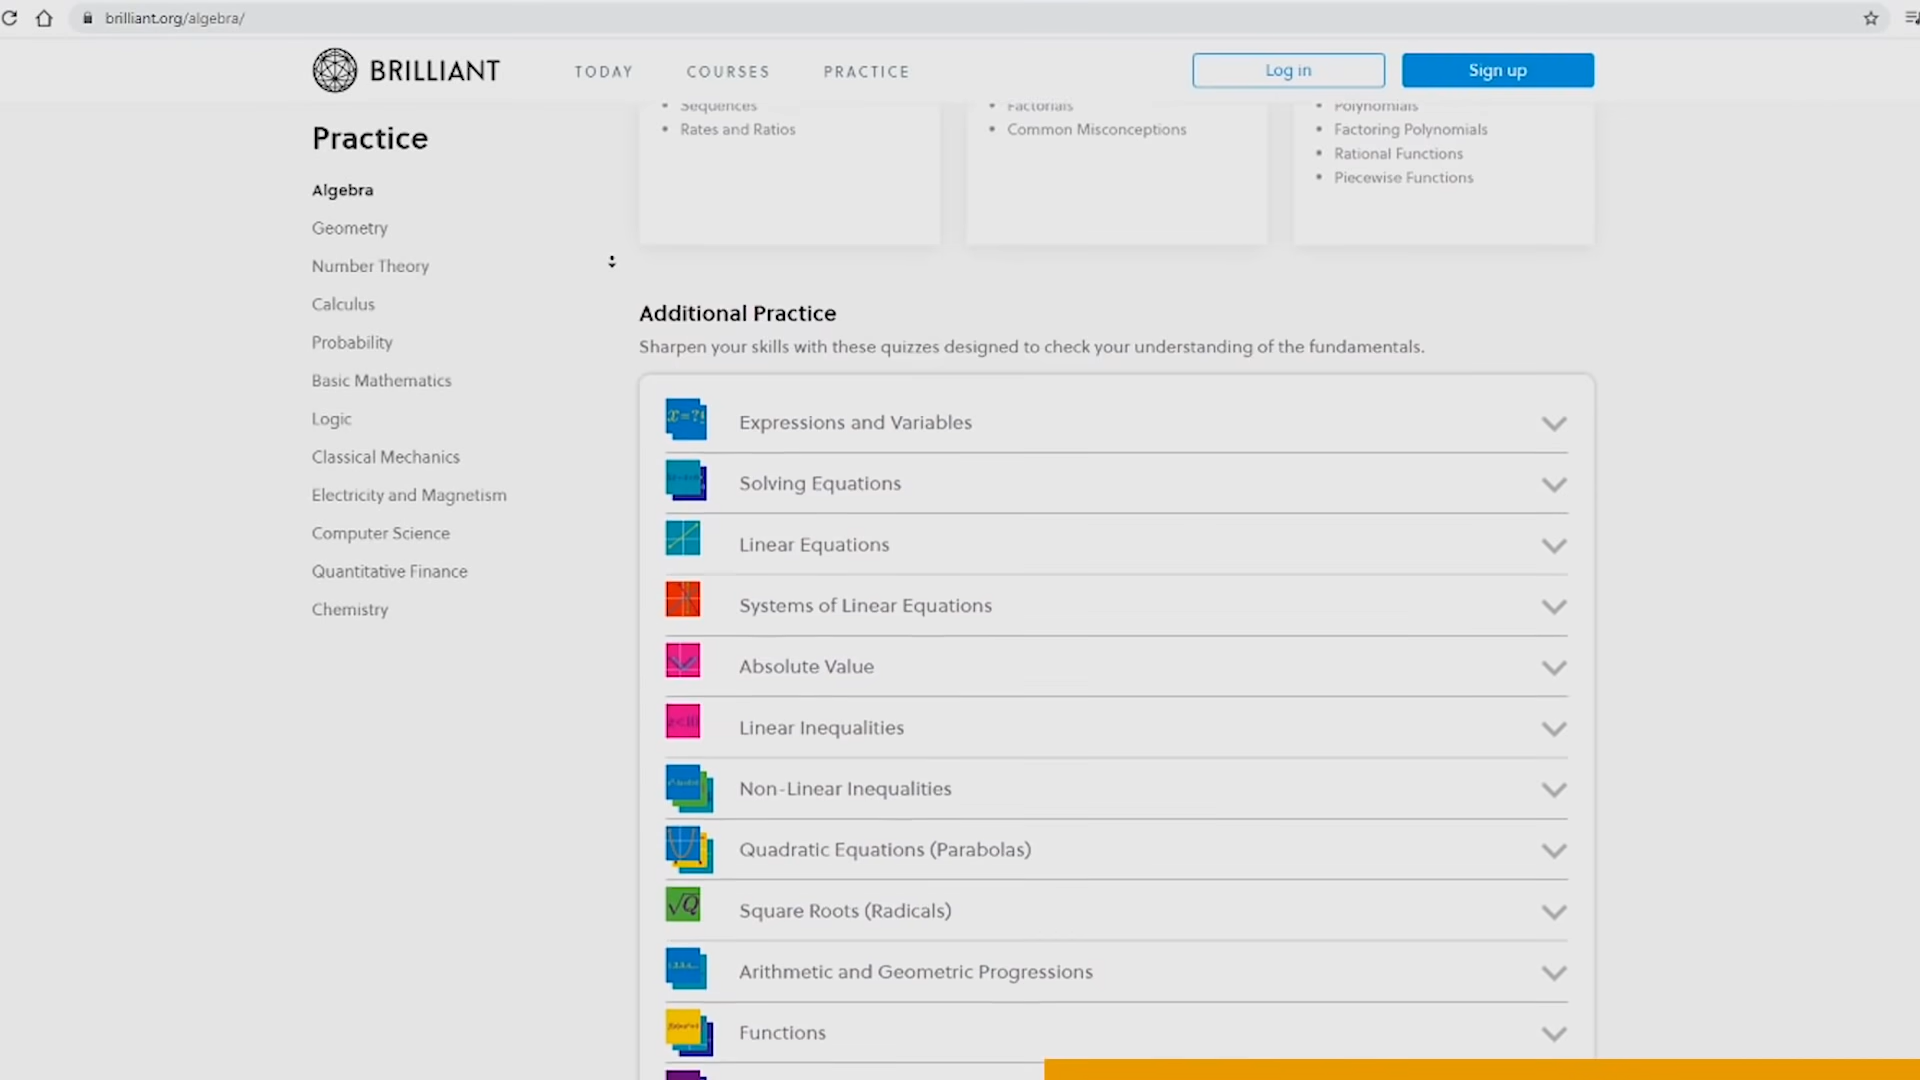 brilliant.org/algebra/
BRILLIANT
TODAY
COURSES
PRACTICE
Log in
Sign up
Practice
Algebra
Geometry
Number Theory
Calculus
Probability
Basic Mathematics
Logic
Classical Mechanics
Electricity and Magnetism
Computer Science
Quantitative Finance
Chemistry
Sequences
Rates and Ratios
Factorials
Common Misconceptions
Polynomials
Factoring Polynomials
Rational Functions
Piecewise Functions
Additional Practice
Sharpen your skills with these quizzes designed to check your understanding of the fundamentals.
Expressions and Variables
Solving Equations
Linear Equations
Systems of Linear Equations
Absolute Value
Linear Inequalities
Non-Linear Inequalities
Quadratic Equations (Parabolas)
√Q
Square Roots (Radicals)
Arithmetic and Geometric Progressions
Functions